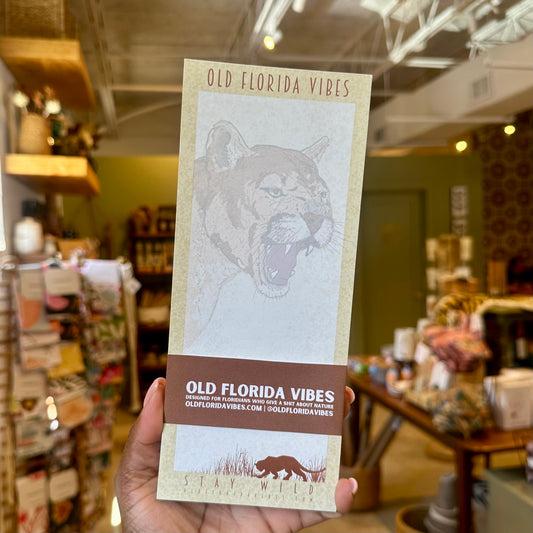 OLD FLORIDA VIBES
OLD FLORIDA VIBES
DESIGNED FOR FLORIDIANS WHO GIVE A SHIT ABOUT NATURE
OLDFLORIDAVIBES.COM | @OLDFLORIDAVIBES
STAY WILD